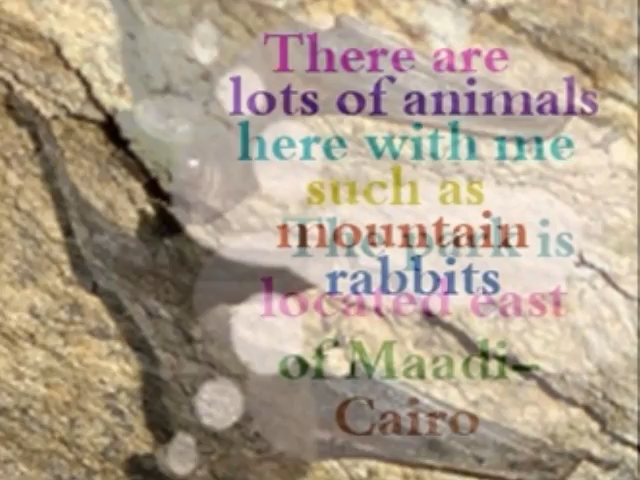 There are
lots of animals
here with me
such as
mountain
rabbits
The park is
located east
of Maadi–
Cairo